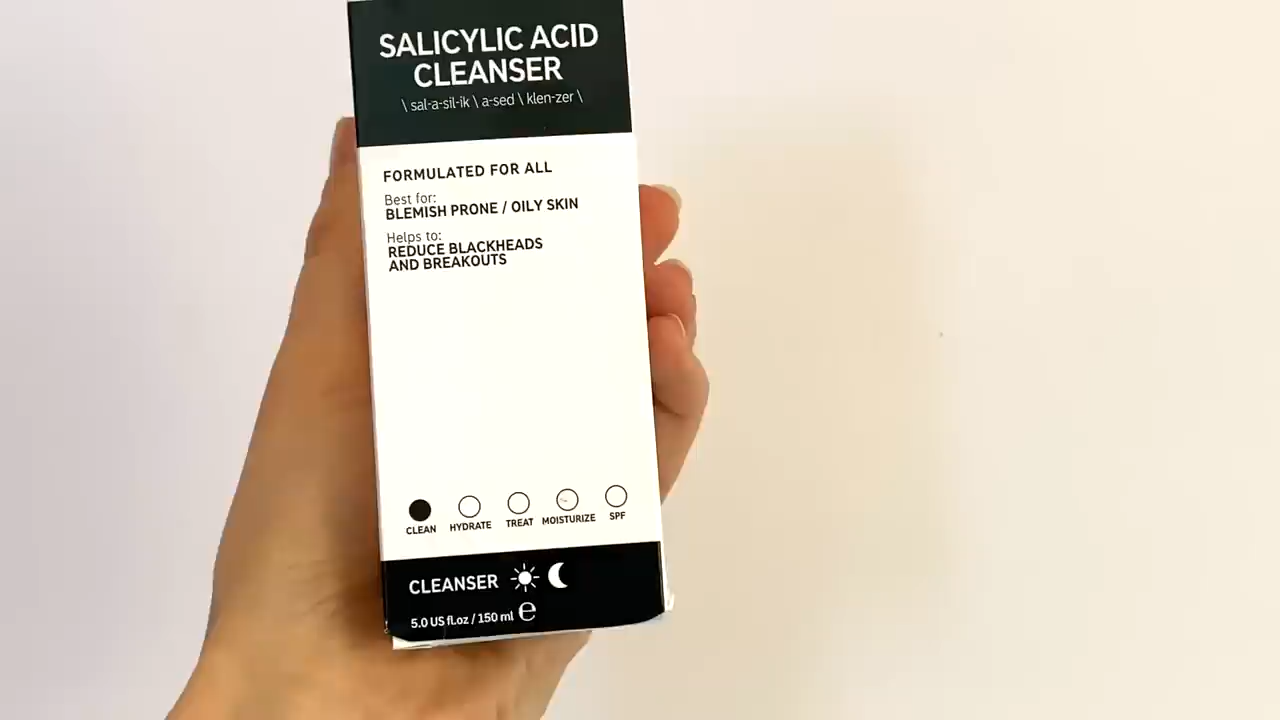 SALICYLIC ACID
CLEANSER
\ sal-a-sil-ik \ a-sed \ klen-zer \
FORMULATED FOR ALL
Best for:
BLEMISH PRONE / OILY SKIN
Helps to:
REDUCE BLACKHEADS
AND BREAKOUTS
CLEAN HYDRATE TREAT MOISTURIZE SPF
CLEANSER
5.0 US fl.oz / 150 ml ℮